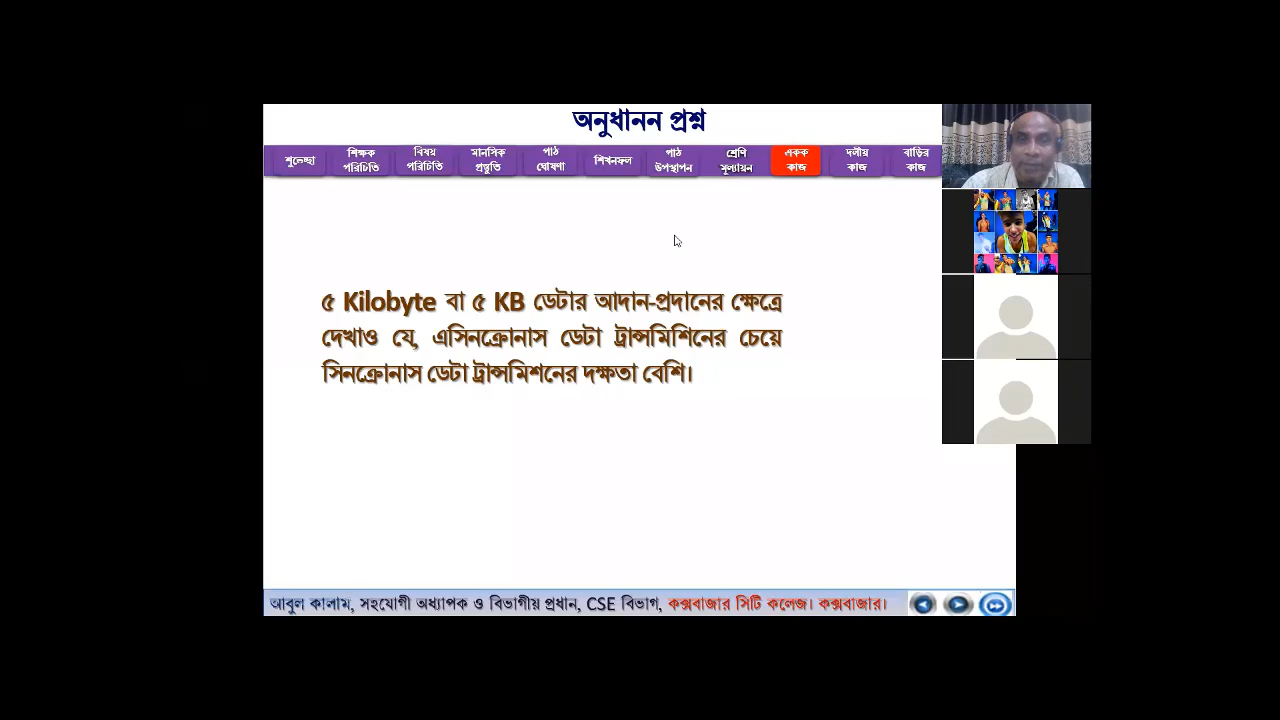 অনুধানন প্রশ্ন
শুভেচ্ছা
শিক্ষক
পরিচিতি
বিষয়
পরিচিতি
মানসিক
প্রস্তুতি
পাঠ
ঘোষণা
শিখনফল
পাঠ
উপস্থাপন
শ্রেণি
মূল্যায়ন
একক
কাজ
দলীয়
কাজ
বাড়ির
কাজ
৫ Kilobyte বা ৫ KB ডেটার আদান-প্রদানের ক্ষেত্রে
দেখাও যে, এসিনক্রোনাস ডেটা ট্রান্সমিশিনের চেয়ে
সিনক্রোনাস ডেটা ট্রান্সমিশনের দক্ষতা বেশি।
আবুল কালাম, সহযোগী অধ্যাপক ও বিভাগীয় প্রধান, CSE বিভাগ, কক্সবাজার সিটি কলেজ। কক্সবাজার।